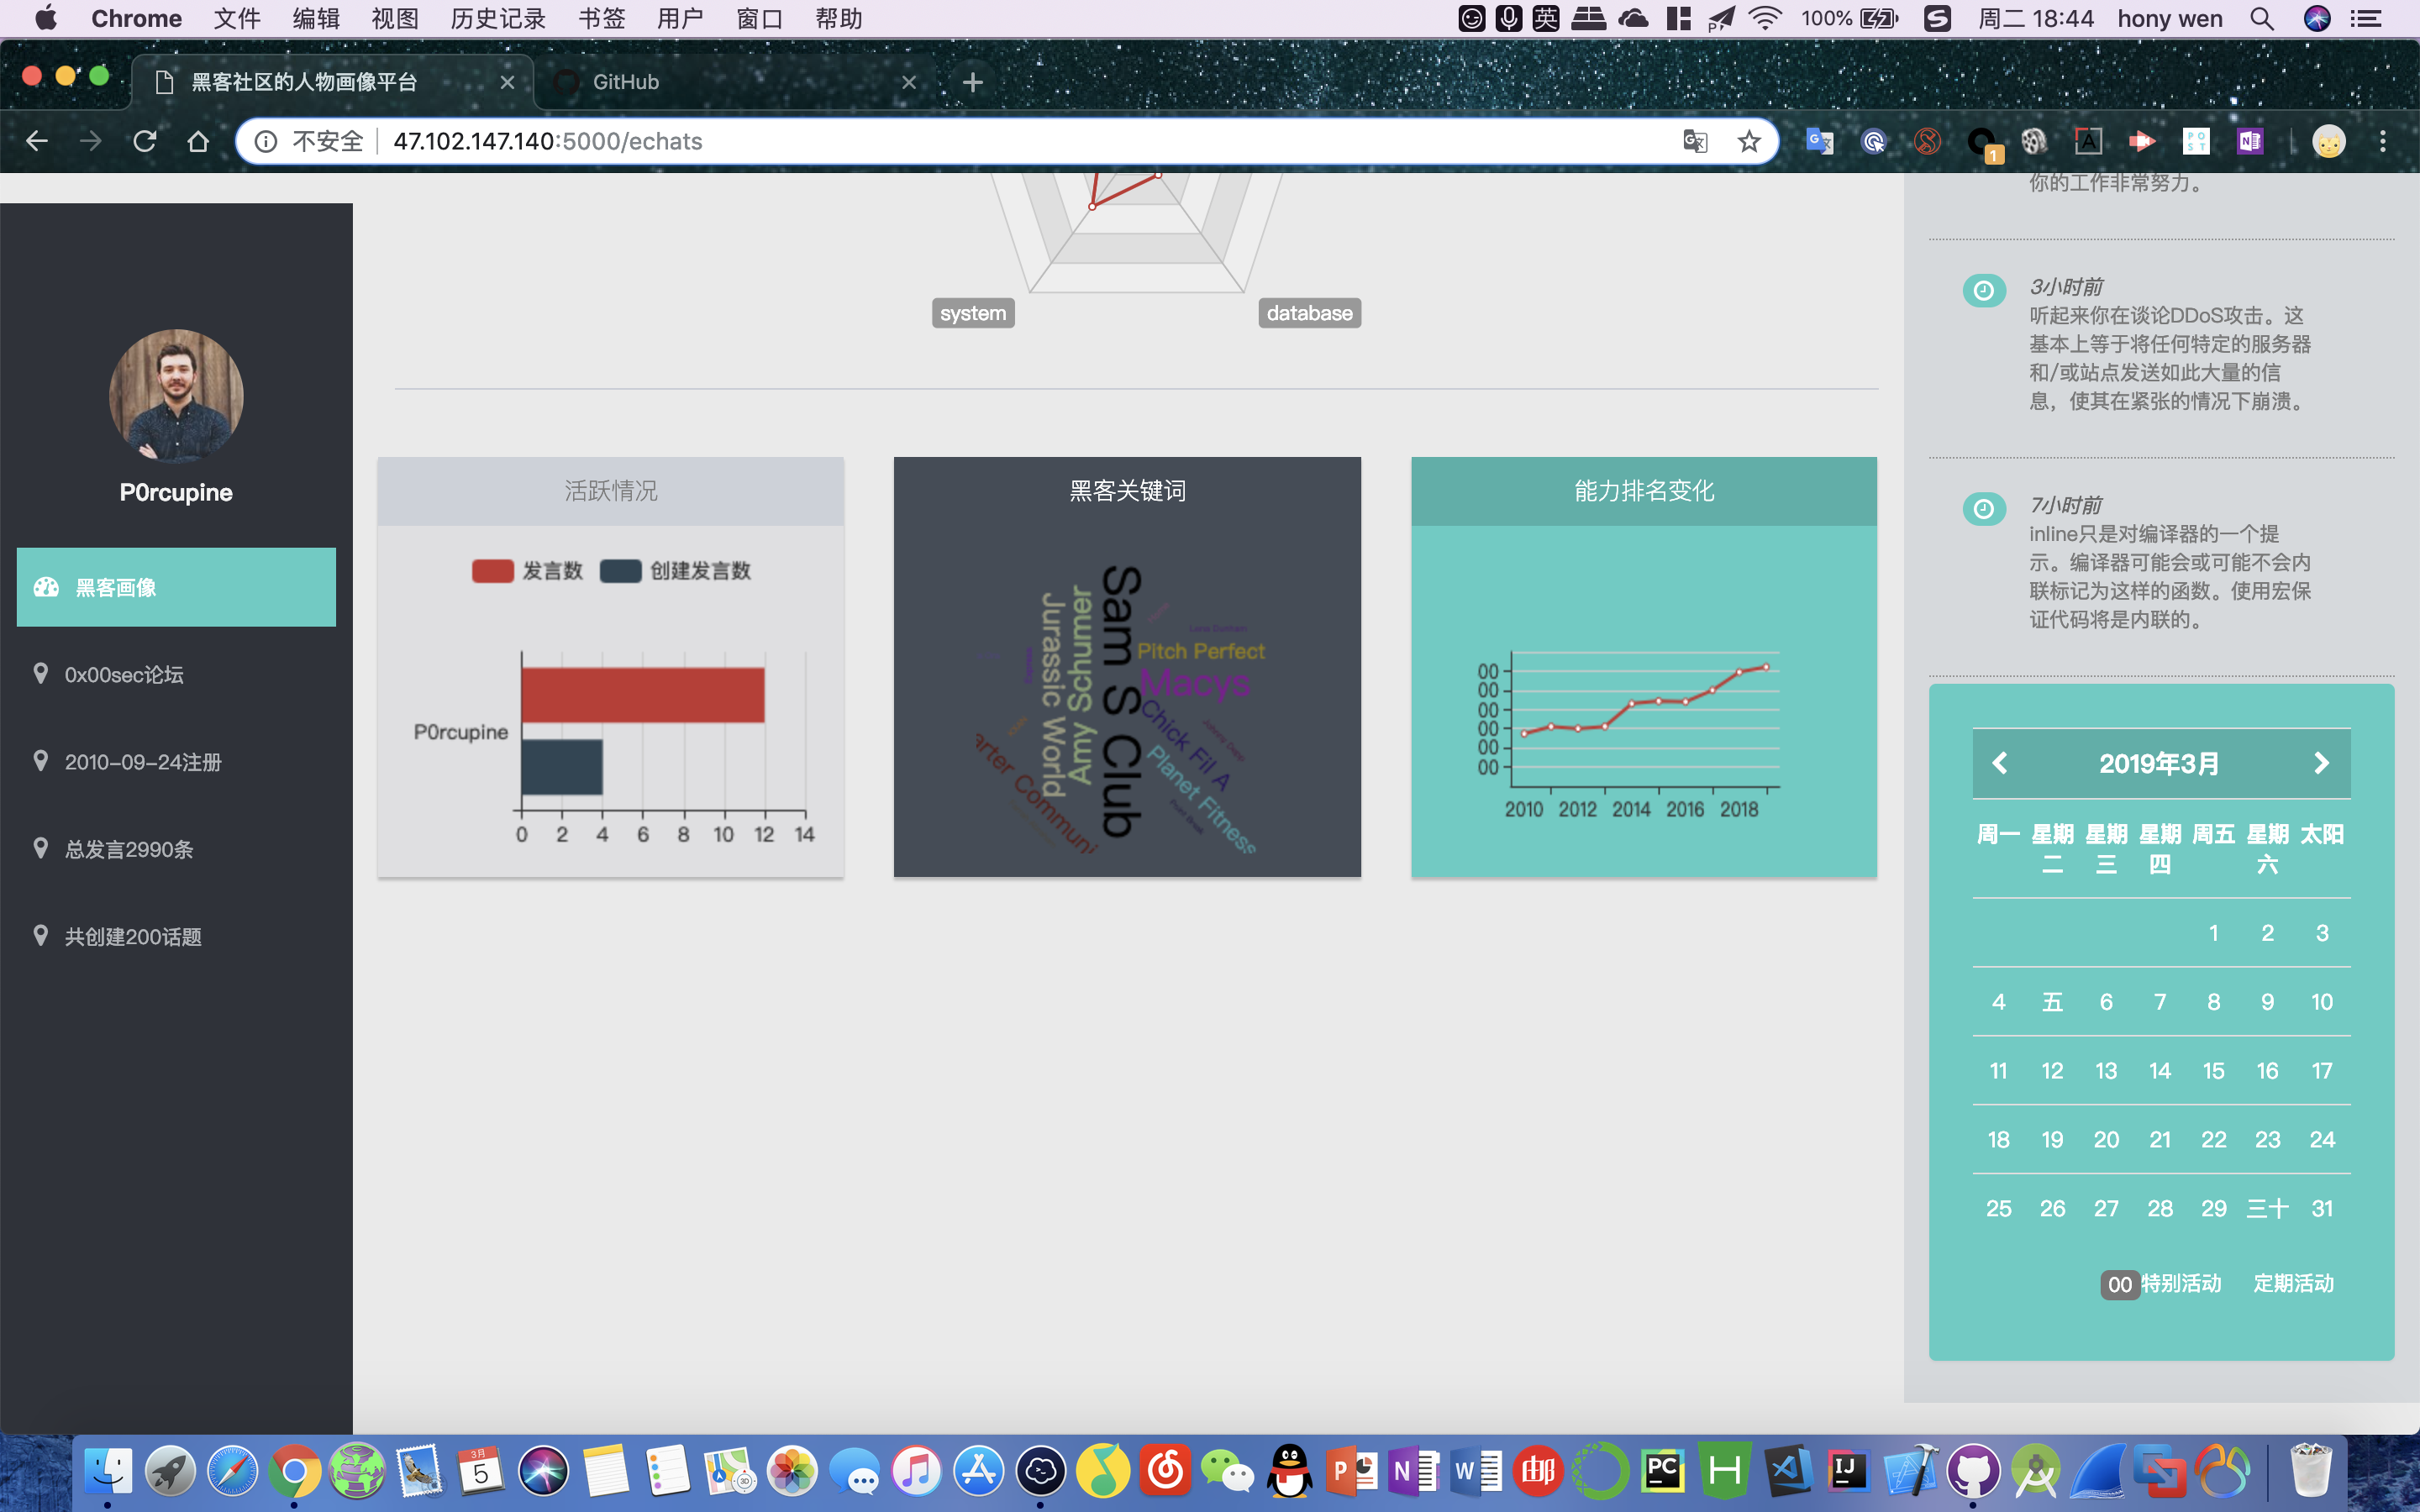 Chrome 文件 编辑 视图 历史记录 书签 用户 窗口 帮助
英 100% 周二 18:44 hony wen
黑客社区的人物画像平台
GitHub
不安全 47.102.147.140:5000/echats
1
POST
P0rcupine
黑客画像
0x00sec论坛
2010-09-24注册
总发言2990条
共创建200话题
system
database
活跃情况
发言数 创建发言数
P0rcupine
0 2 4 6 8 10 12 14
黑客关键词
Sam S Club
Amy Schumer
Jurassic World
Pitch Perfect
Macys
Chick Fil A
Planet Fitness
arter Communi
能力排名变化
00
00
00
00
00
00
2010 2012 2014 2016 2018
你的工作非常努力。
3小时前
听起来你在谈论DDoS攻击。这
基本上等于将任何特定的服务器
和/或站点发送如此大量的信
息，使其在紧张的情况下崩溃。
7小时前
inline只是对编译器的一个提
示。编译器可能会或可能不会内
联标记为这样的函数。使用宏保
证代码将是内联的。
2019年3月
周一 星期二 星期三 星期四 周五 星期六 太阳
1 2 3
4 五 6 7 8 9 10
11 12 13 14 15 16 17
18 19 20 21 22 23 24
25 26 27 28 29 三十 31
00 特别活动 定期活动
3月
5
3D
P N W 邮 PC H IJ